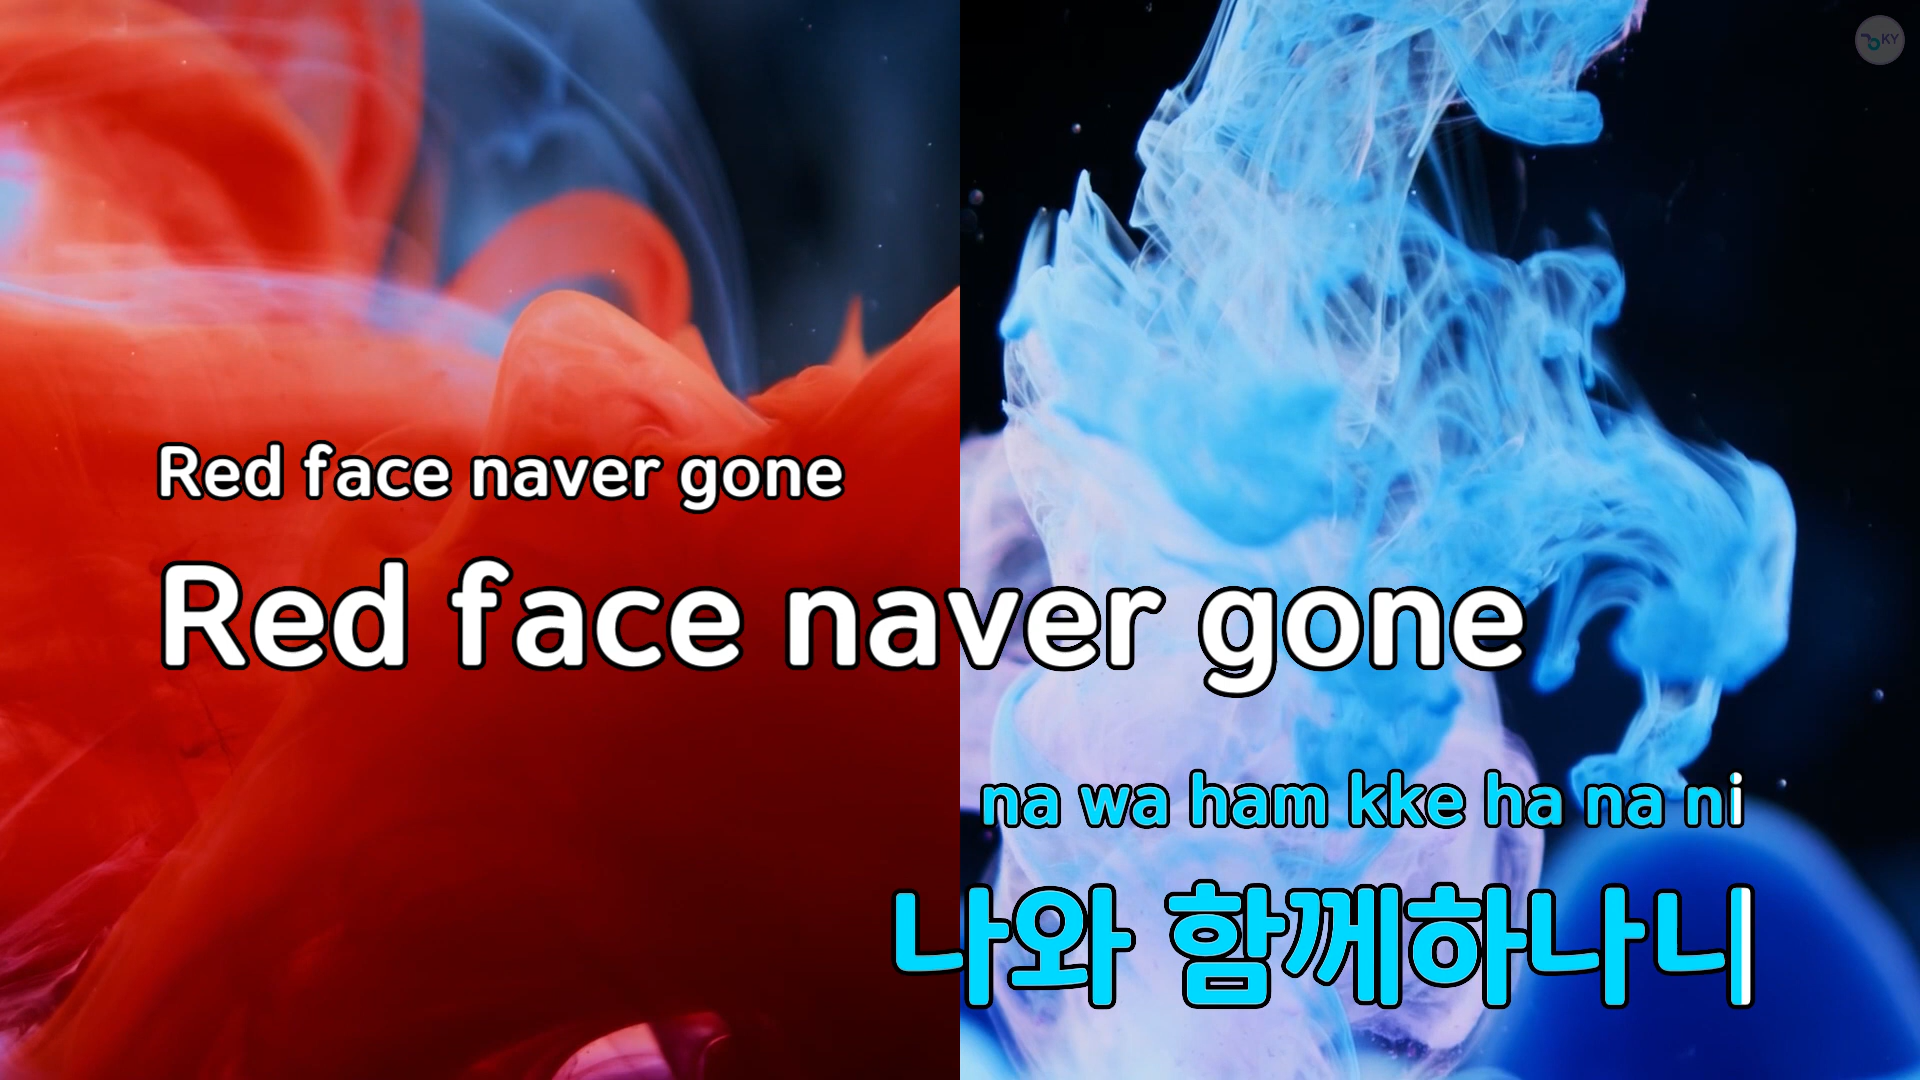 KY
Red face naver gone
Red face naver gone
na wa ham kke ha na ni
나와 함께하나니